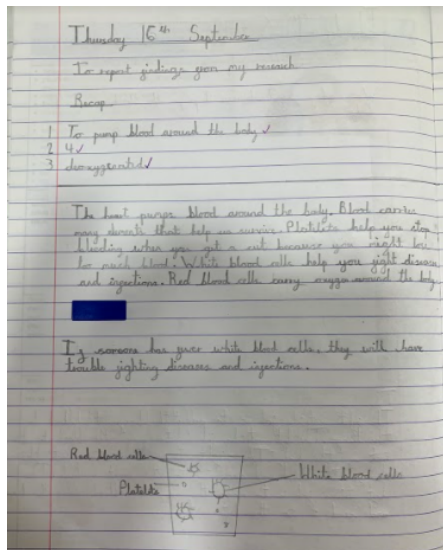 Thursday 16th September
To report findings from my research
Recap
1 To pump blood around the body
2 4
3 deoxygenated
The heart pumps blood around the body. Blood carries
many elements that help us survive. Platelets help you stop
bleeding when you get a cut because you might lose
to much blood. White blood cells help you fight diseases
and infections. Red blood cells carry oxygen around the body
If someone has fewer white blood cells, they will have
trouble fighting diseases and infections.
Red blood cells
White blood cells
Platelets